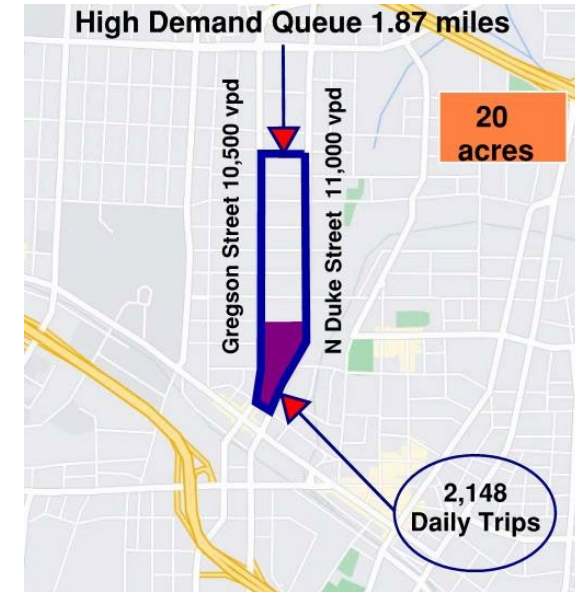 High Demand Queue 1.87 miles
Gregson Street 10,500 vpd
N Duke Street 11,000 vpd
20
acres
2,148
Daily Trips